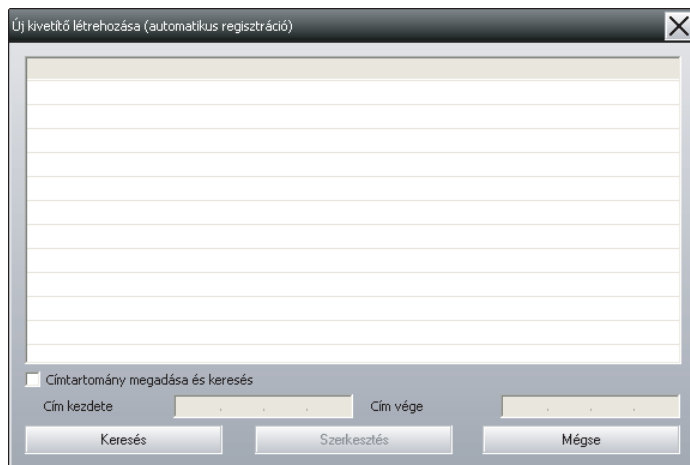 Új kivetítő létrehozása (automatikus regisztráció)
Címtartomány megadása és keresés
Cím kezdete . . . Cím vége . . .
Keresés Szerkesztés Mégse